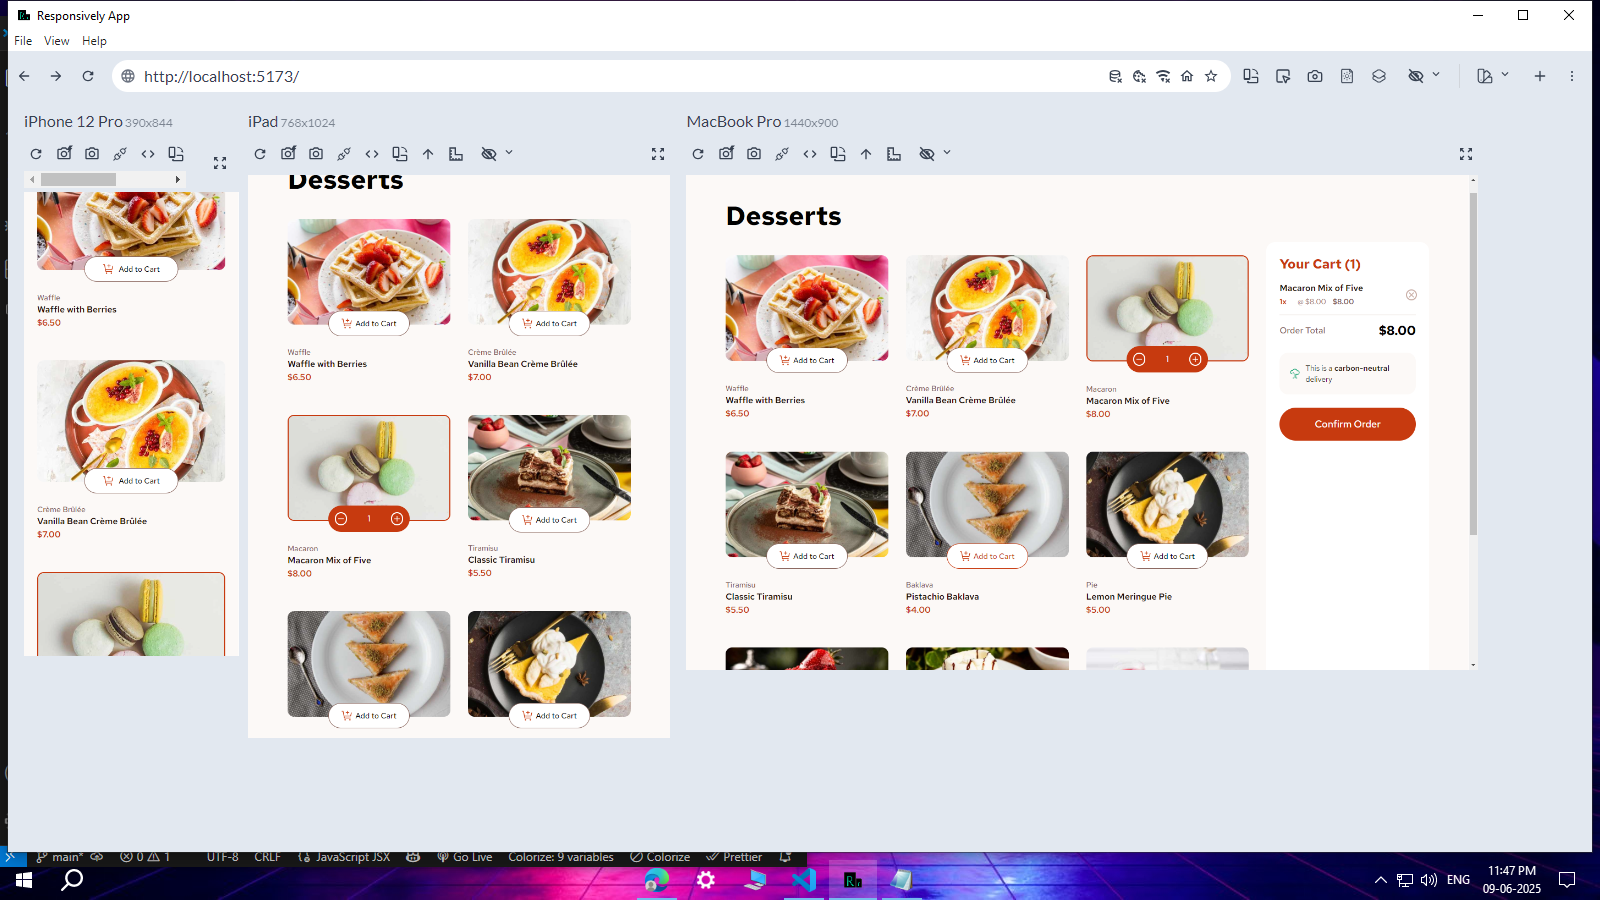 Responsively App
File View Help
http://localhost:5173/
iPhone 12 Pro 390x844
Add to Cart
Waffle
Waffle with Berries
$6.50
Add to Cart
Crème Brûlée
Vanilla Bean Crème Brûlée
$7.00
iPad 768x1024
Desserts
Add to Cart
Add to Cart
Waffle
Waffle with Berries
$6.50
Crème Brûlée
Vanilla Bean Crème Brûlée
$7.00
1
Add to Cart
Macaron
Macaron Mix of Five
$8.00
Tiramisu
Classic Tiramisu
$5.50
Add to Cart
Add to Cart
MacBook Pro 1440x900
Desserts
Add to Cart
Add to Cart
1
Waffle
Waffle with Berries
$6.50
Crème Brûlée
Vanilla Bean Crème Brûlée
$7.00
Macaron
Macaron Mix of Five
$8.00
Add to Cart
Add to Cart
Add to Cart
Tiramisu
Classic Tiramisu
$5.50
Baklava
Pistachio Baklava
$4.00
Pie
Lemon Meringue Pie
$5.00
Your Cart (1)
Macaron Mix of Five
1x @ $8.00 $8.00
Order Total $8.00
This is a carbon-neutral
delivery
Confirm Order
main* 0 1 UTF-8 CRLF JavaScript JSX Go Live Colorize: 9 variables Colorize Prettier
ENG
11:47 PM
09-06-2025